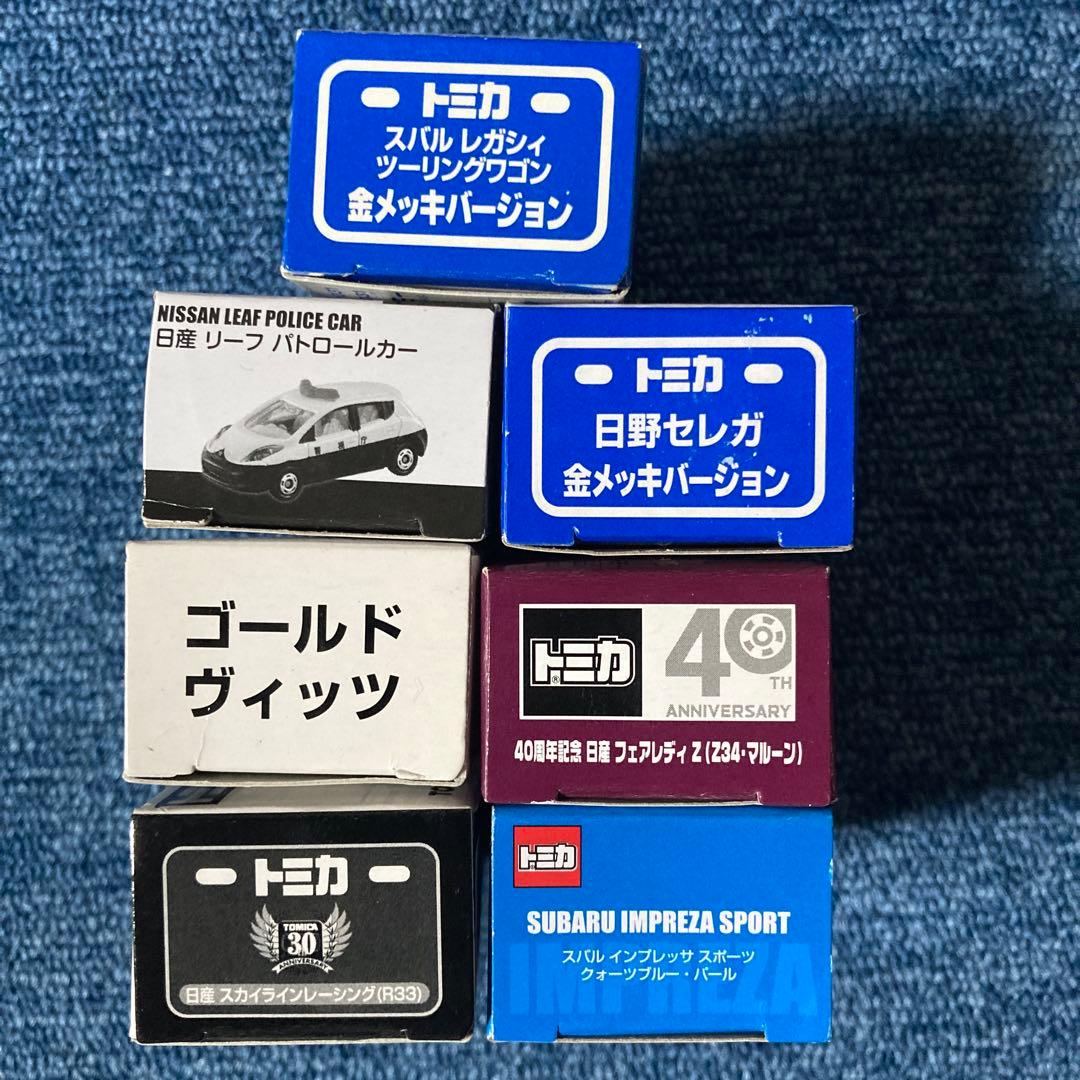 トミカ
スバル レガシィ
ツーリングワゴン
金メッキバージョン
NISSAN LEAF POLICE CAR
日産 リーフ パトロールカー
警視庁
トミカ
日野セレガ
金メッキバージョン
ゴールド
ヴィッツ
トミカ
40
TH
ANNIVERSARY
40周年記念 日産 フェアレディ Z (Z34・マルーン)
トミカ
TOMICA
30
ANNIVERSARY
日産 スカイラインレーシング(R33)
トミカ
SUBARU IMPREZA SPORT
スバル インプレッサ スポーツ
クォーツブルー・パール
IMPREZA